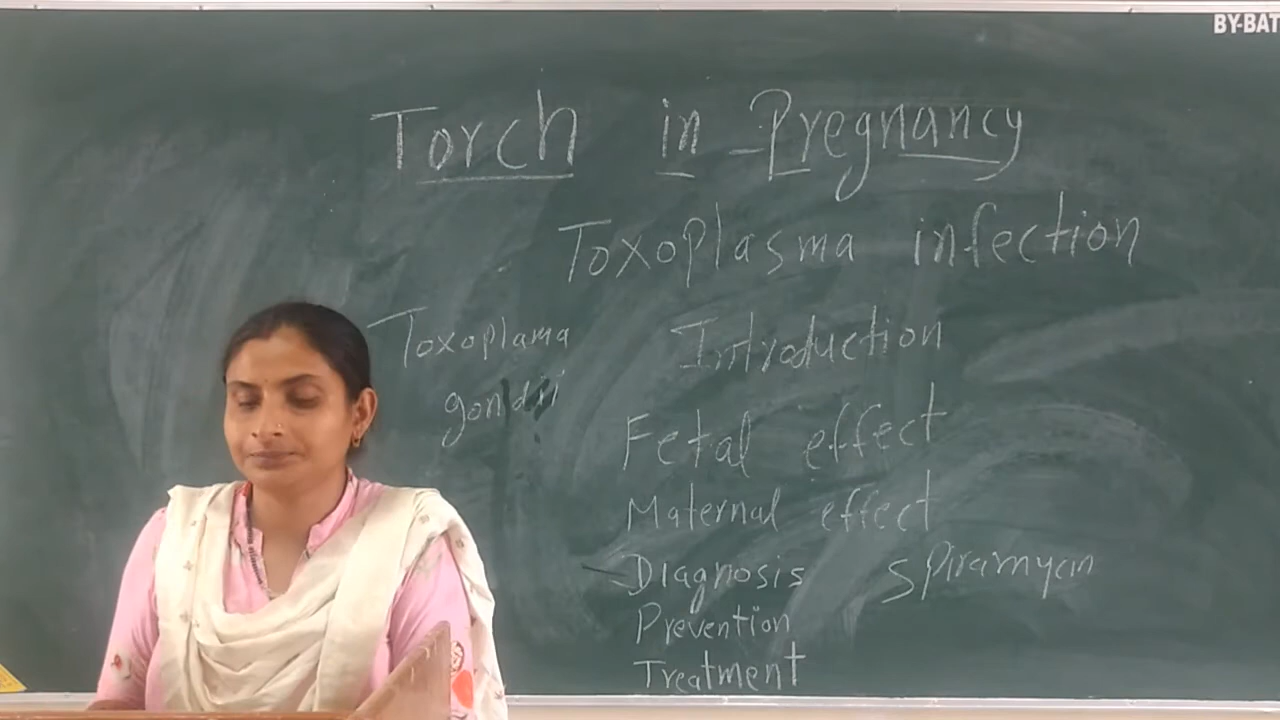 BY-BAT
Torch in Pregnancy
Toxoplasma infection
Toxoplama
gondii
Introduction
Fetal effect
Maternal effect
Diagnosis
Spiramycin
Prevention
Treatment